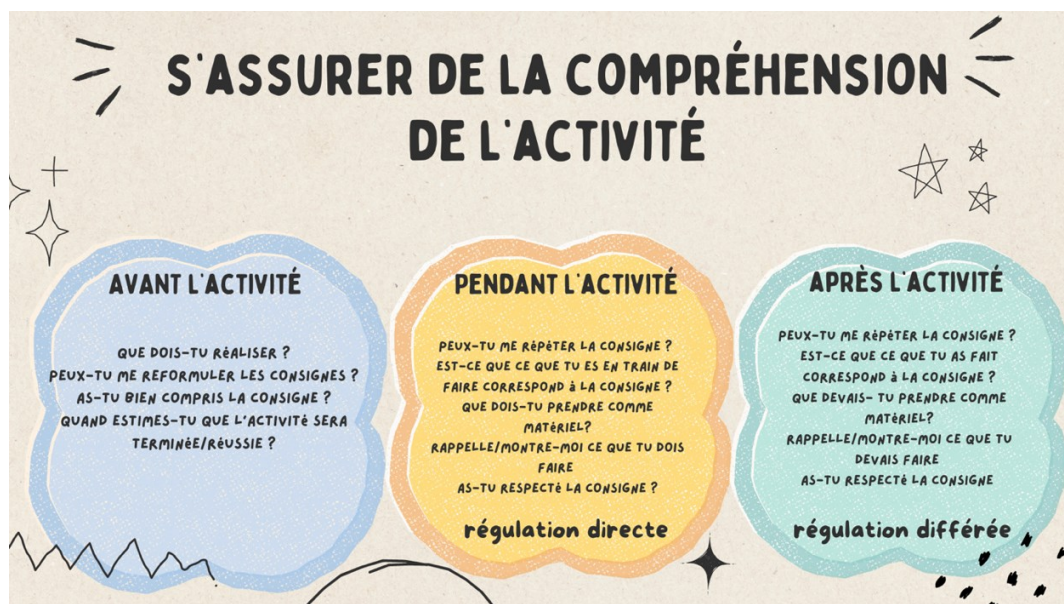 S'ASSURER DE LA COMPRÉHENSION
DE L'ACTIVITÉ
AVANT L'ACTIVITÉ
QUE DOIS-TU RéALISER ?
PEUX-TU ME REFORMULER LES CONSIGNES ?
AS-TU BIEN COMPRIS LA CONSIGNE ?
QUAND ESTIMES-TU QUE L'ACTIVITé SERA
TERMINéE/RéUSSIE ?
PENDANT L'ACTIVITÉ
PEUX-TU ME RéPéTER LA CONSIGNE ?
EST-CE QUE CE QUE TU ES EN TRAIN DE
FAIRE CORRESPOND à LA CONSIGNE ?
QUE DOIS-TU PRENDRE COMME
MATéRIEL?
RAPPELLE/MONTRE-MOI CE QUE TU DOIS
FAIRE
AS-TU RESPECTé LA CONSIGNE ?
régulation directe
APRÈS L'ACTIVITÉ
PEUX-TU ME RéPéTER LA CONSIGNE ?
EST-CE QUE CE QUE TU AS FAIT
CORRESPOND à LA CONSIGNE ?
QUE DEVAIS- TU PRENDRE COMME
MATéRIEL?
RAPPELLE/MONTRE-MOI CE QUE TU
DEVAIS FAIRE
AS-TU RESPECTé LA CONSIGNE
régulation différée